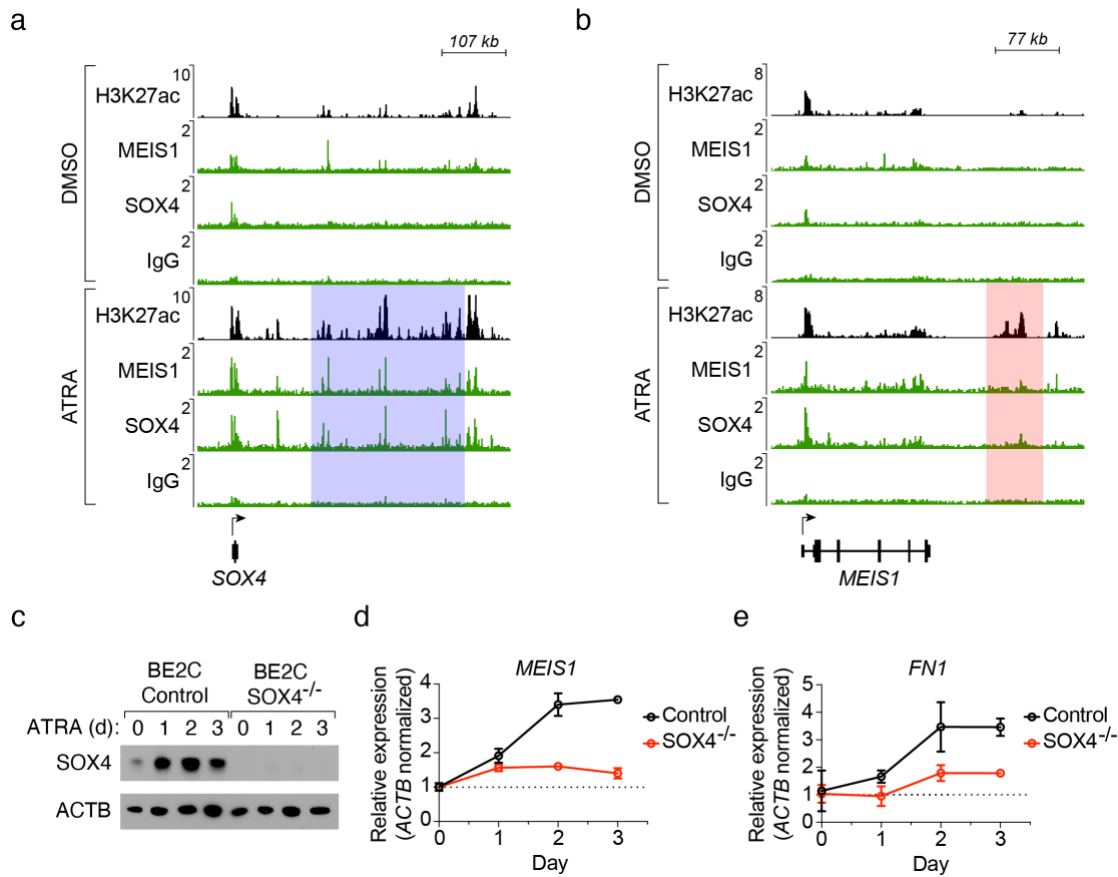 a
107 kb
DMSO
H3K27ac 10
MEIS1 2
SOX4 2
IgG 2
ATRA
H3K27ac 10
MEIS1 2
SOX4 2
IgG 2
SOX4
b
77 kb
DMSO
H3K27ac 8
MEIS1 2
SOX4 2
IgG 2
ATRA
H3K27ac 8
MEIS1 2
SOX4 2
IgG 2
MEIS1
c
BE2C BE2C
Control SOX4-/-
ATRA (d): 0 1 2 3 0 1 2 3
SOX4
ACTB
d
MEIS1
Relative expression
(ACTB normalized)
4
3
2
1
0
0 1 2 3
Day
Control
SOX4-/-
e
FN1
Relative expression
(ACTB normalized)
5
4
3
2
1
0
0 1 2 3
Day
Control
SOX4-/-